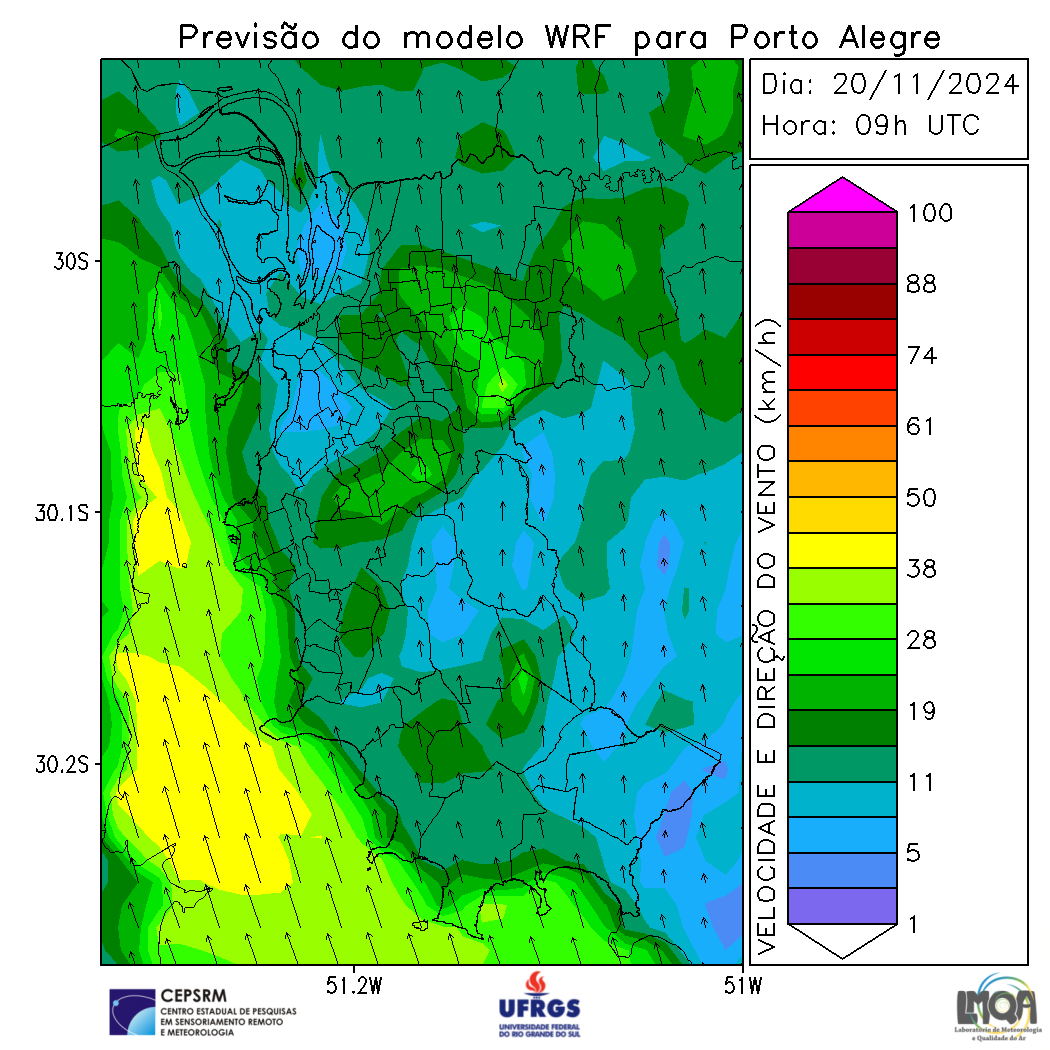 Previsão do modelo WRF para Porto Alegre
Dia: 20/11/2024
Hora: 09h UTC
30S
30.1S
30.2S
51.2W
51W
VELOCIDADE E DIREÇÃO DO VENTO (km/h)
100
88
74
61
50
38
28
19
11
5
1
CEPSRM
CENTRO ESTADUAL DE PESQUISAS
EM SENSORIAMENTO REMOTO
E METEOROLOGIA
UFRGS
UNIVERSIDADE FEDERAL
DO RIO GRANDE DO SUL
LMQA
Laboratório de Meteorologia
e Qualidade do Ar